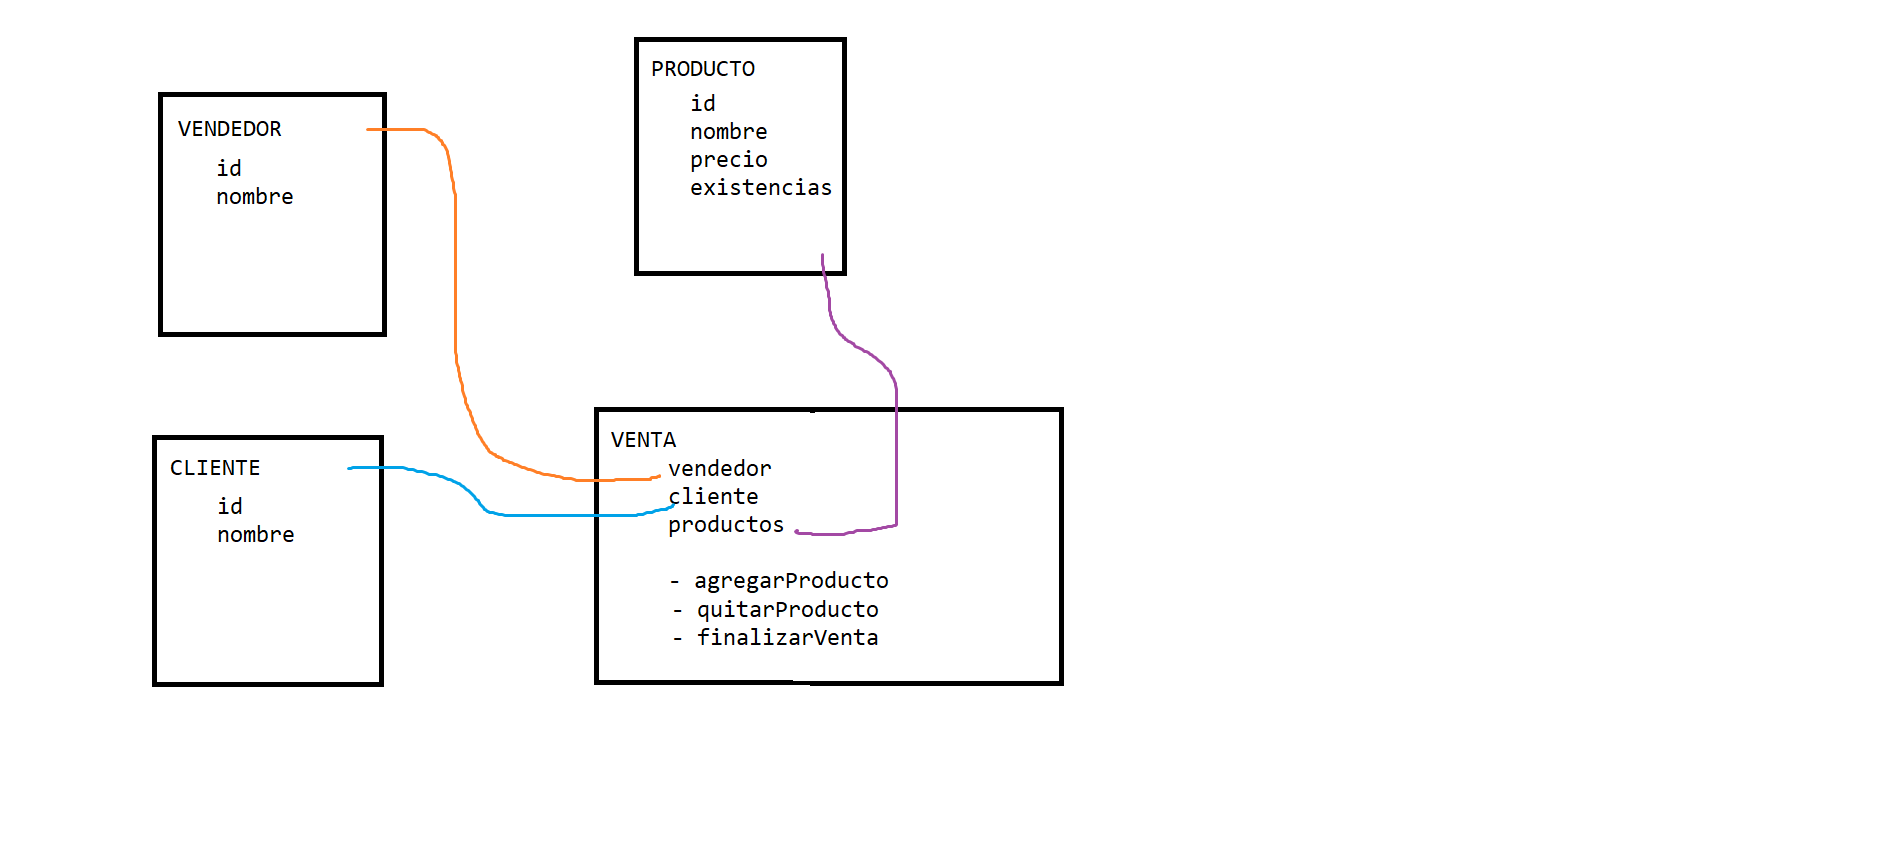 VENDEDOR
id
nombre
PRODUCTO
id
nombre
precio
existencias
CLIENTE
id
nombre
VENTA
vendedor
cliente
productos
- agregarProducto
- quitarProducto
- finalizarVenta